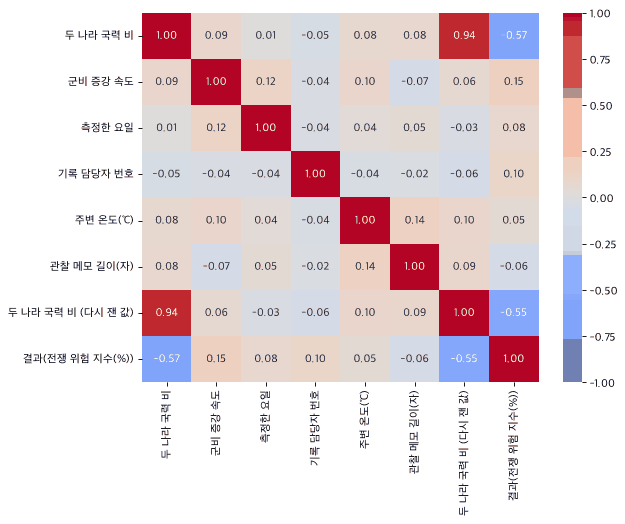 두 나라 국력 비 1.00 0.09 0.01 -0.05 0.08 0.08 0.94 -0.57
군비 증강 속도 0.09 1.00 0.12 -0.04 0.10 -0.07 0.06 0.15
측정한 요일 0.01 0.12 1.00 -0.04 0.04 0.05 -0.03 0.08
기록 담당자 번호 -0.05 -0.04 -0.04 1.00 -0.04 -0.02 -0.06 0.10
주변 온도(℃) 0.08 0.10 0.04 -0.04 1.00 0.14 0.10 0.05
관찰 메모 길이(자) 0.08 -0.07 0.05 -0.02 0.14 1.00 0.09 -0.06
두 나라 국력 비 (다시 잰 값) 0.94 0.06 -0.03 -0.06 0.10 0.09 1.00 -0.55
결과(전쟁 위험 지수(%)) -0.57 0.15 0.08 0.10 0.05 -0.06 -0.55 1.00
두 나라 국력 비
군비 증강 속도
측정한 요일
기록 담당자 번호
주변 온도(℃)
관찰 메모 길이(자)
두 나라 국력 비 (다시 잰 값)
결과(전쟁 위험 지수(%))
1.00
0.75
0.50
0.25
0.00
-0.25
-0.50
-0.75
-1.00